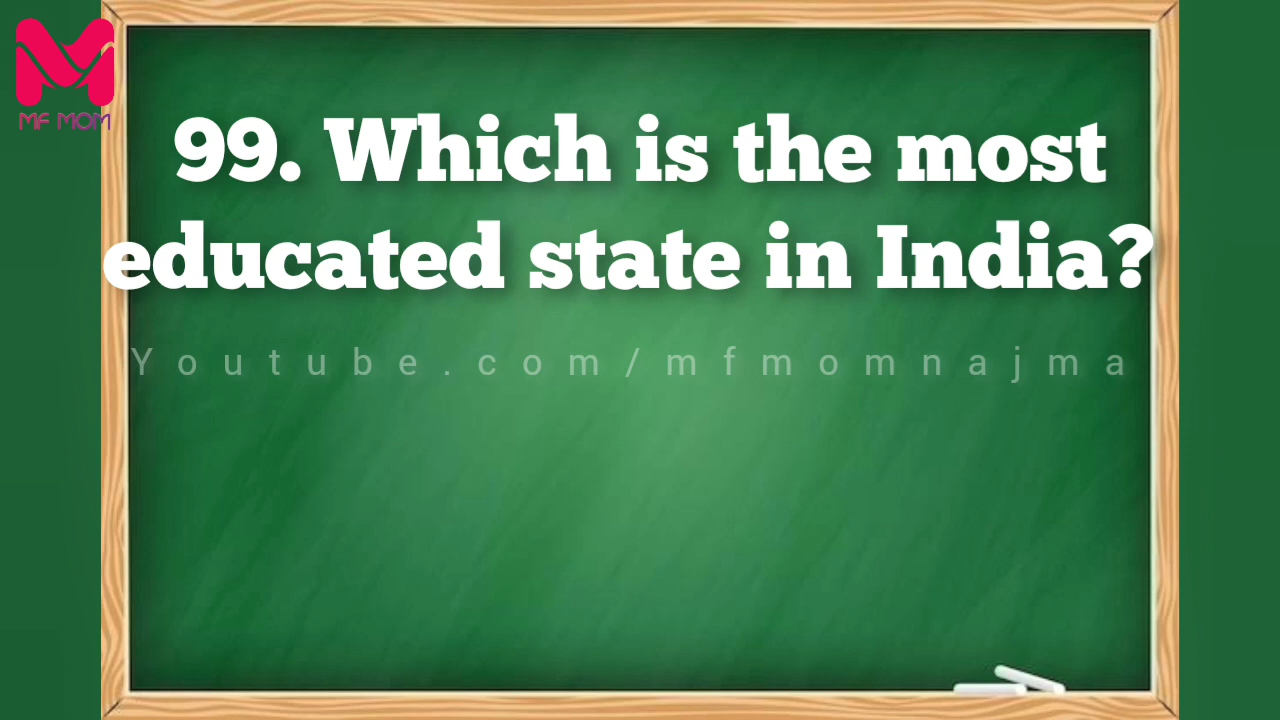 MF MOM
99. Which is the most
educated state in India?
Youtube.com/mfmomnajma